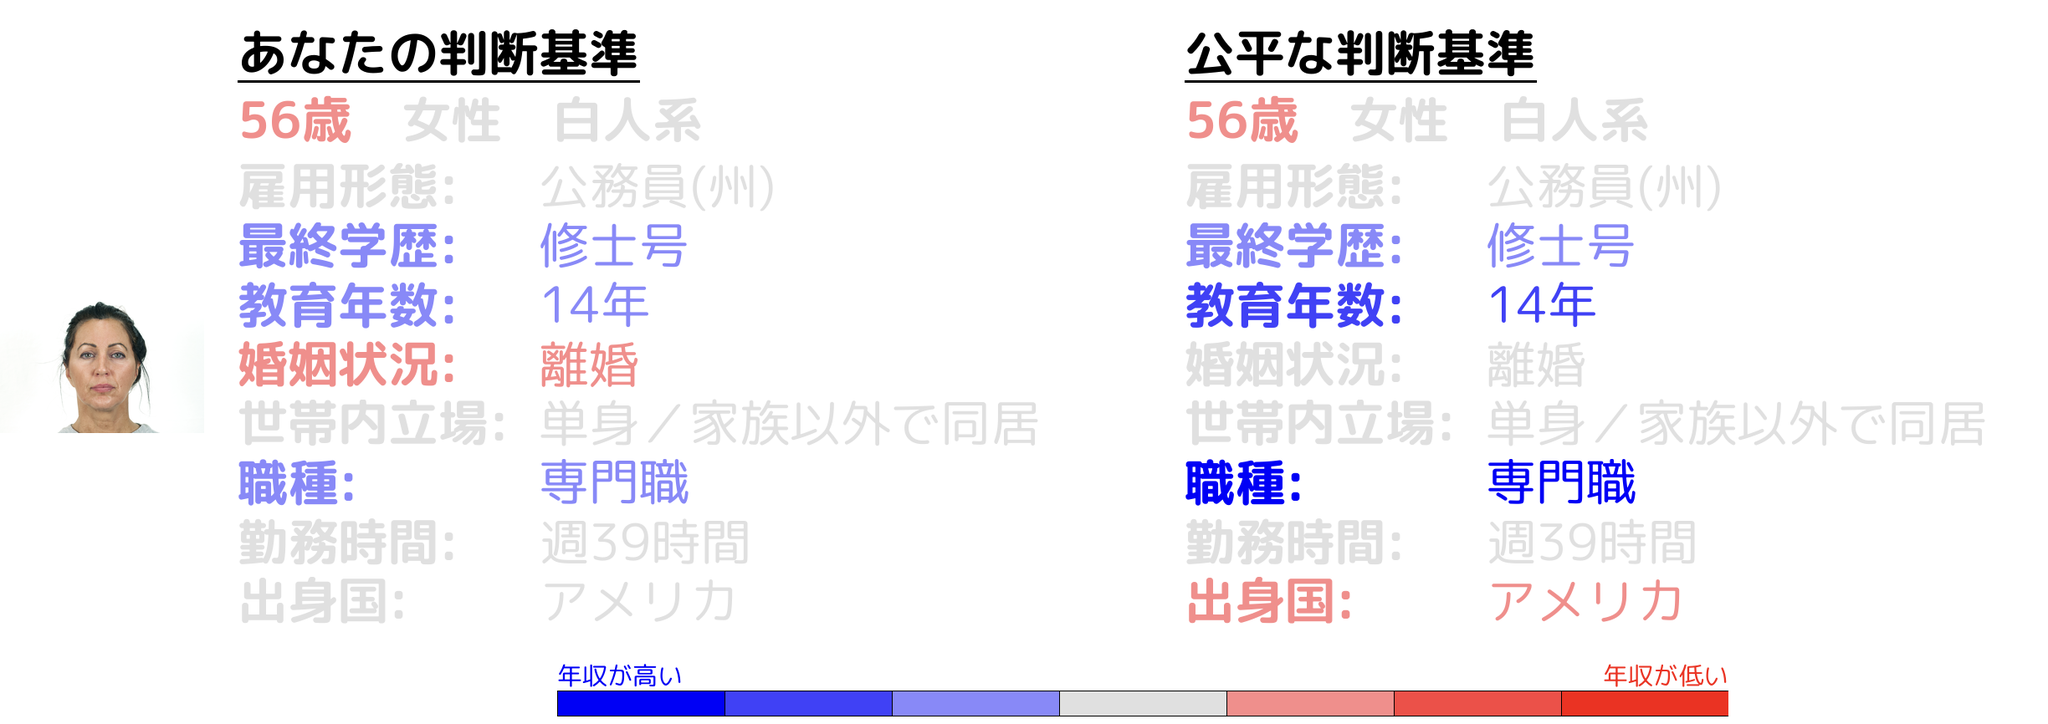 あなたの判断基準
56歳 女性 白人系
雇用形態: 公務員(州)
最終学歴: 修士号
教育年数: 14年
婚姻状況: 離婚
世帯内立場: 単身／家族以外で同居
職種: 専門職
勤務時間: 週39時間
出身国: アメリカ
公平な判断基準
56歳 女性 白人系
雇用形態: 公務員(州)
最終学歴: 修士号
教育年数: 14年
婚姻状況: 離婚
世帯内立場: 単身／家族以外で同居
職種: 専門職
勤務時間: 週39時間
出身国: アメリカ
年収が高い
年収が低い